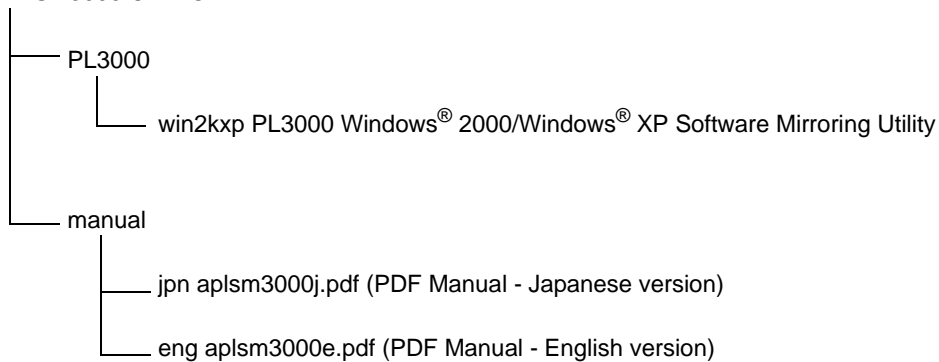 PL3000
win2kxp PL3000 Windows® 2000/Windows® XP Software Mirroring Utility
manual
jpn aplsm3000j.pdf (PDF Manual - Japanese version)
eng aplsm3000e.pdf (PDF Manual - English version)